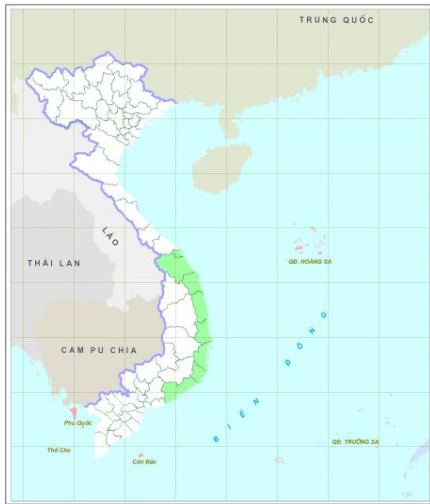 TRUNG QUỐC
LÀO
QĐ. HOÀNG SA
THÁI LAN
BIỂN ĐÔNG
CAM PU CHIA
Phú Quốc
QĐ. TRƯỜNG SA
Thổ Chu
Côn Đảo